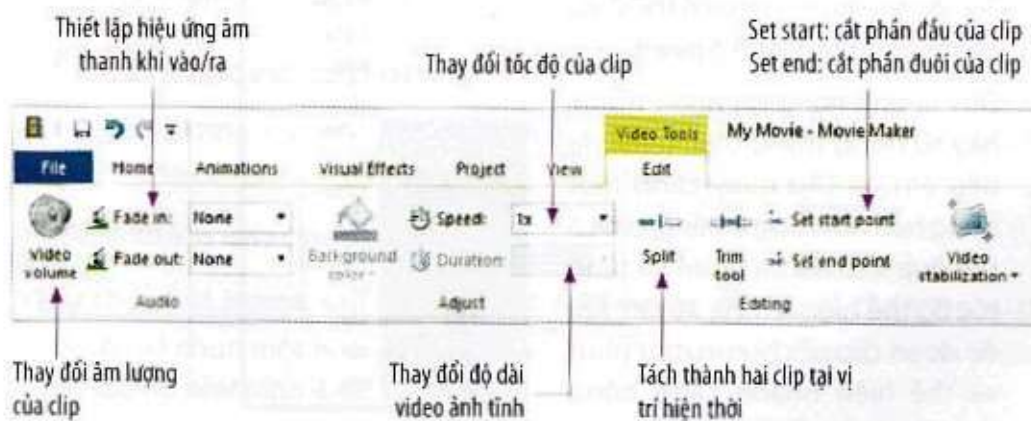 Thiết lập hiệu ứng âm
thanh khi vào/ra
Thay đổi tốc độ của clip
Set start: cắt phần đầu của clip
Set end: cắt phần đuôi của clip
Video Tools My Movie - Movie Maker
File Home Animations Visual Effects Project View Edit
Fade in: None Speed: 1x Set start point
Video volume Fade out: None Background color Duration: Split Trim tool Set end point Video stabilization
Audio Adjust Editing
Thay đổi âm lượng
của clip
Thay đổi độ dài
video ảnh tĩnh
Tách thành hai clip tại vị
trí hiện thời